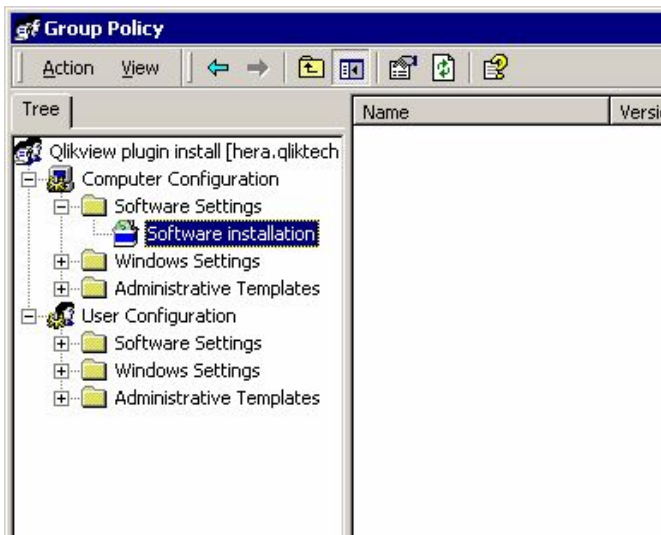 Group Policy
Action View
Tree
Name Versi
Qlikview plugin install [hera.qliktech
Computer Configuration
Software Settings
Software installation
Windows Settings
Administrative Templates
User Configuration
Software Settings
Windows Settings
Administrative Templates